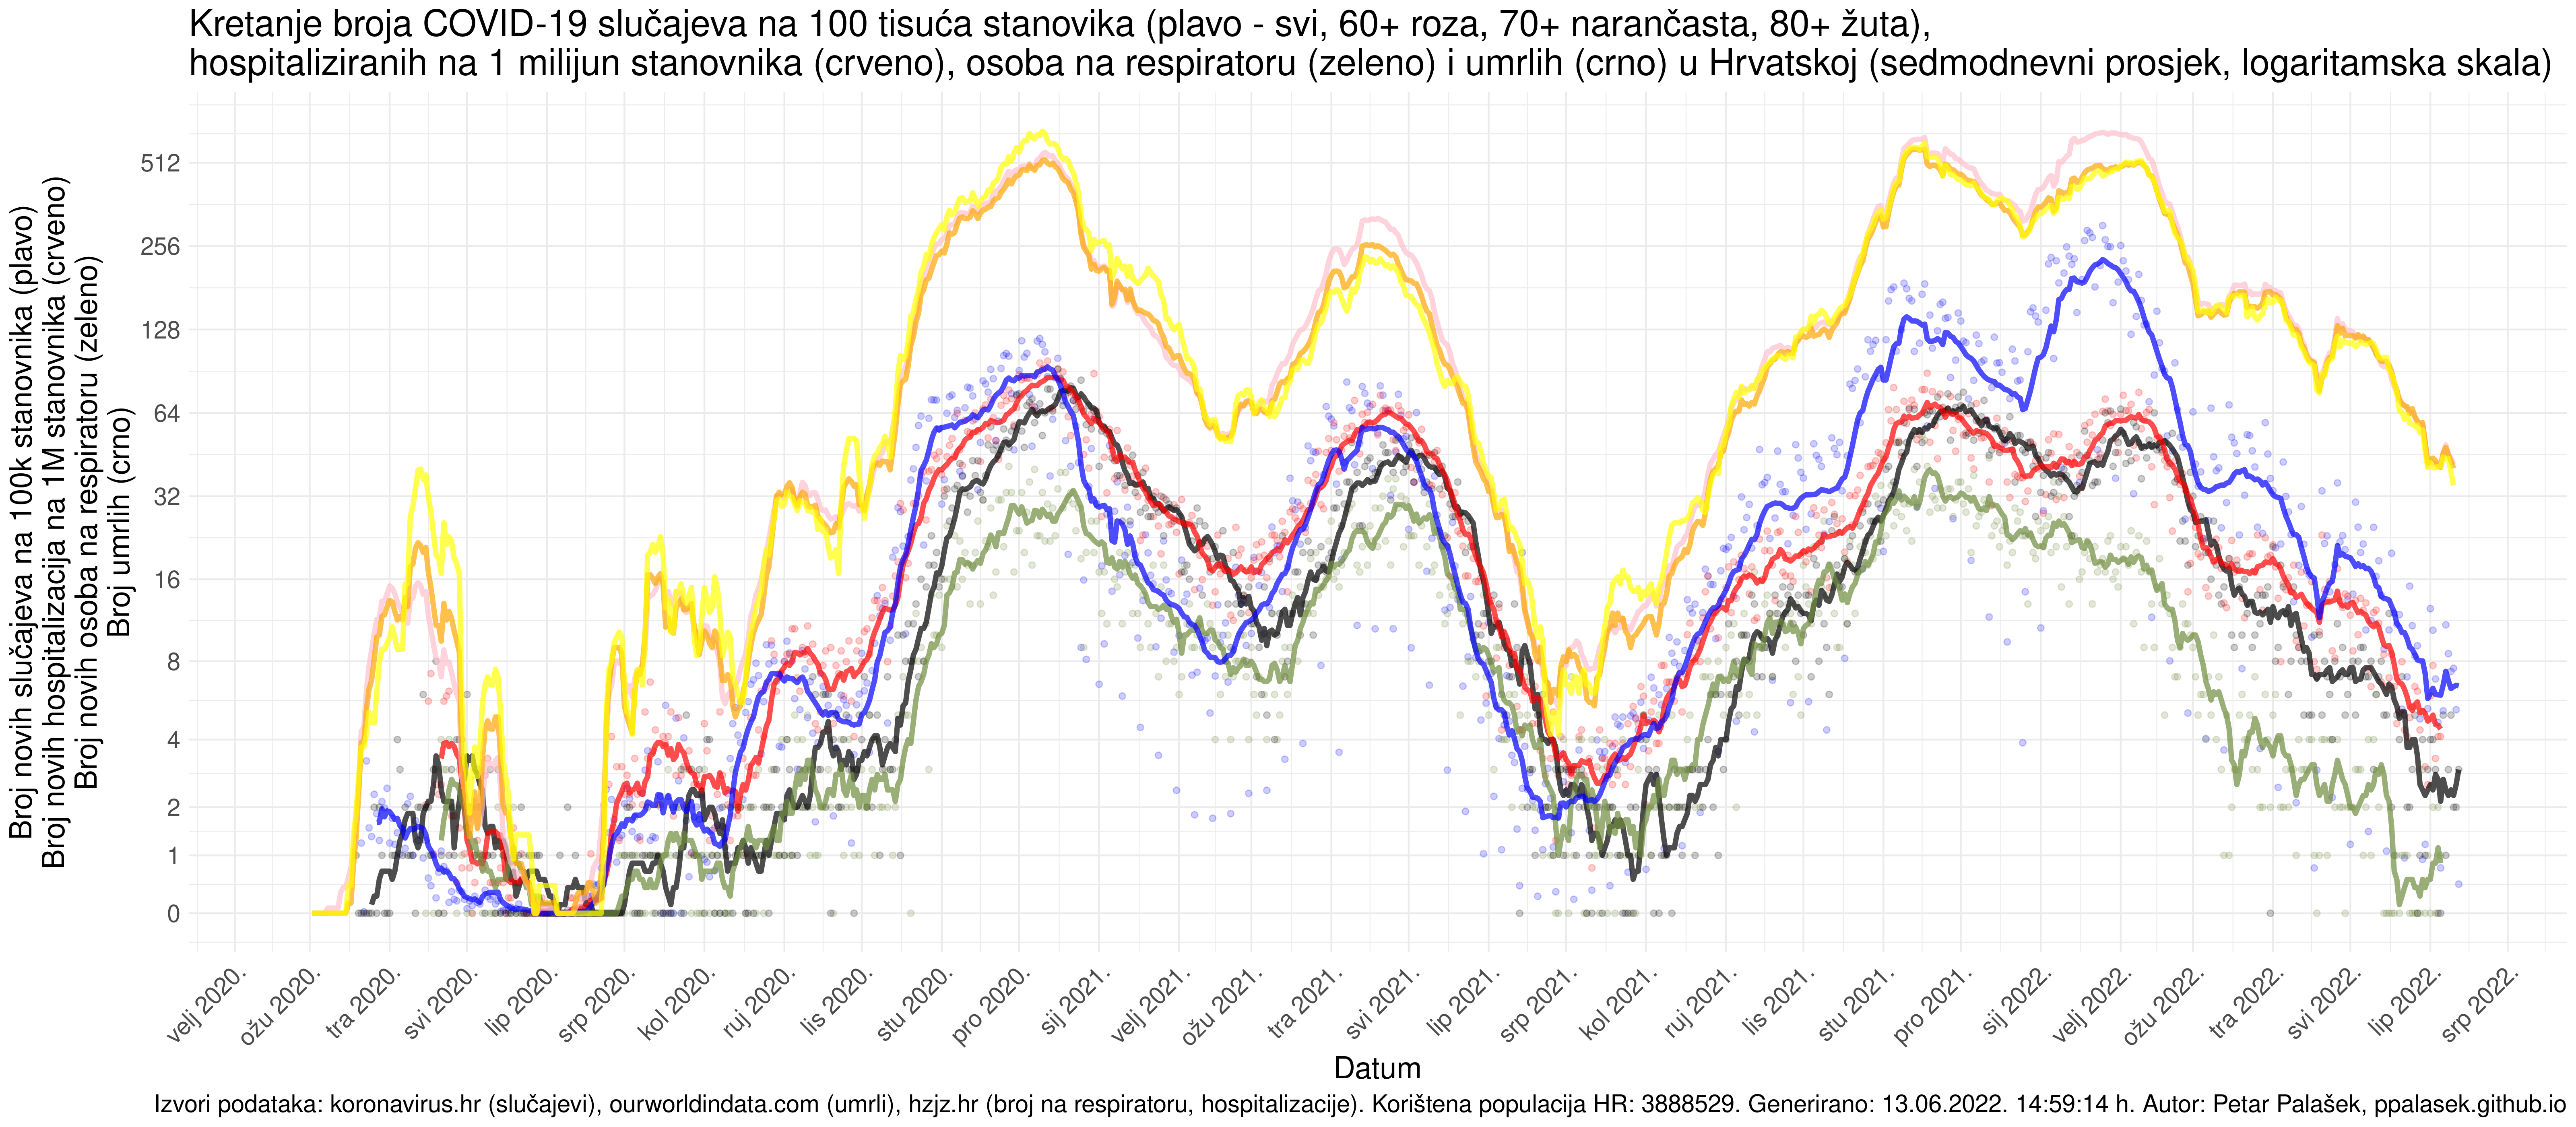 Kretanje broja COVID-19 slučajeva na 100 tisuća stanovika (plavo - svi, 60+ roza, 70+ narančasta, 80+ žuta),
hospitaliziranih na 1 milijun stanovnika (crveno), osoba na respiratoru (zeleno) i umrlih (crno) u Hrvatskoj (sedmodnevni prosjek, logaritamska skala)
Broj novih slučajeva na 100k stanovnika (plavo)
Broj novih hospitalizacija na 1M stanovnika (crveno)
Broj novih osoba na respiratoru (zeleno)
Broj umrlih (crno)
512
256
128
64
32
16
8
4
2
1
0
velj 2020.
ožu 2020.
tra 2020.
svi 2020.
lip 2020.
srp 2020.
kol 2020.
ruj 2020.
lis 2020.
stu 2020.
pro 2020.
sij 2021.
velj 2021.
ožu 2021.
tra 2021.
svi 2021.
lip 2021.
srp 2021.
kol 2021.
ruj 2021.
lis 2021.
stu 2021.
pro 2021.
sij 2022.
velj 2022.
ožu 2022.
tra 2022.
svi 2022.
lip 2022.
srp 2022.
Datum
Izvori podataka: koronavirus.hr (slučajevi), ourworldindata.com (umrli), hzjz.hr (broj na respiratoru, hospitalizacije). Korištena populacija HR: 3888529. Generirano: 13.06.2022. 14:59:14 h. Autor: Petar Palašek, ppalasek.github.io